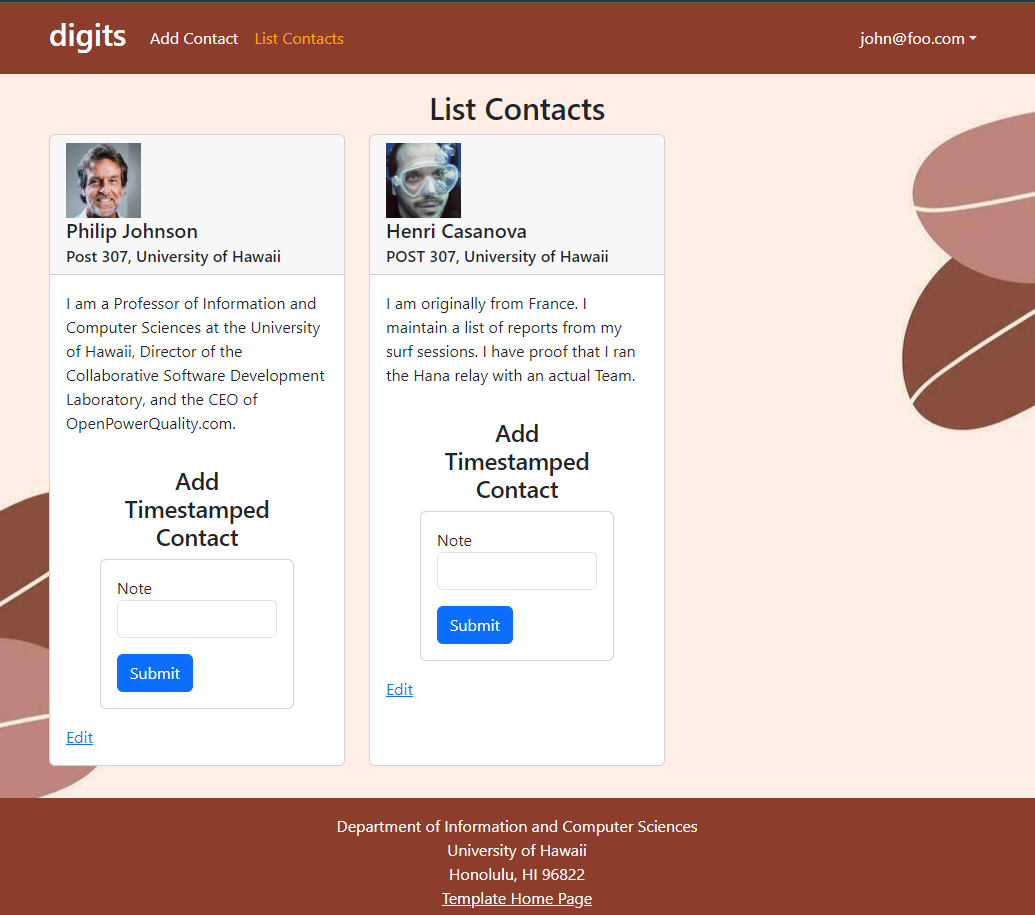 digits
Add Contact
List Contacts
john@foo.com
List Contacts
Philip Johnson
Post 307, University of Hawaii
I am a Professor of Information and
Computer Sciences at the University
of Hawaii, Director of the
Collaborative Software Development
Laboratory, and the CEO of
OpenPowerQuality.com.
Add
Timestamped
Contact
Note
Submit
Edit
Henri Casanova
POST 307, University of Hawaii
I am originally from France. I
maintain a list of reports from my
surf sessions. I have proof that I ran
the Hana relay with an actual Team.
Add
Timestamped
Contact
Note
Submit
Edit
Department of Information and Computer Sciences
University of Hawaii
Honolulu, HI 96822
Template Home Page